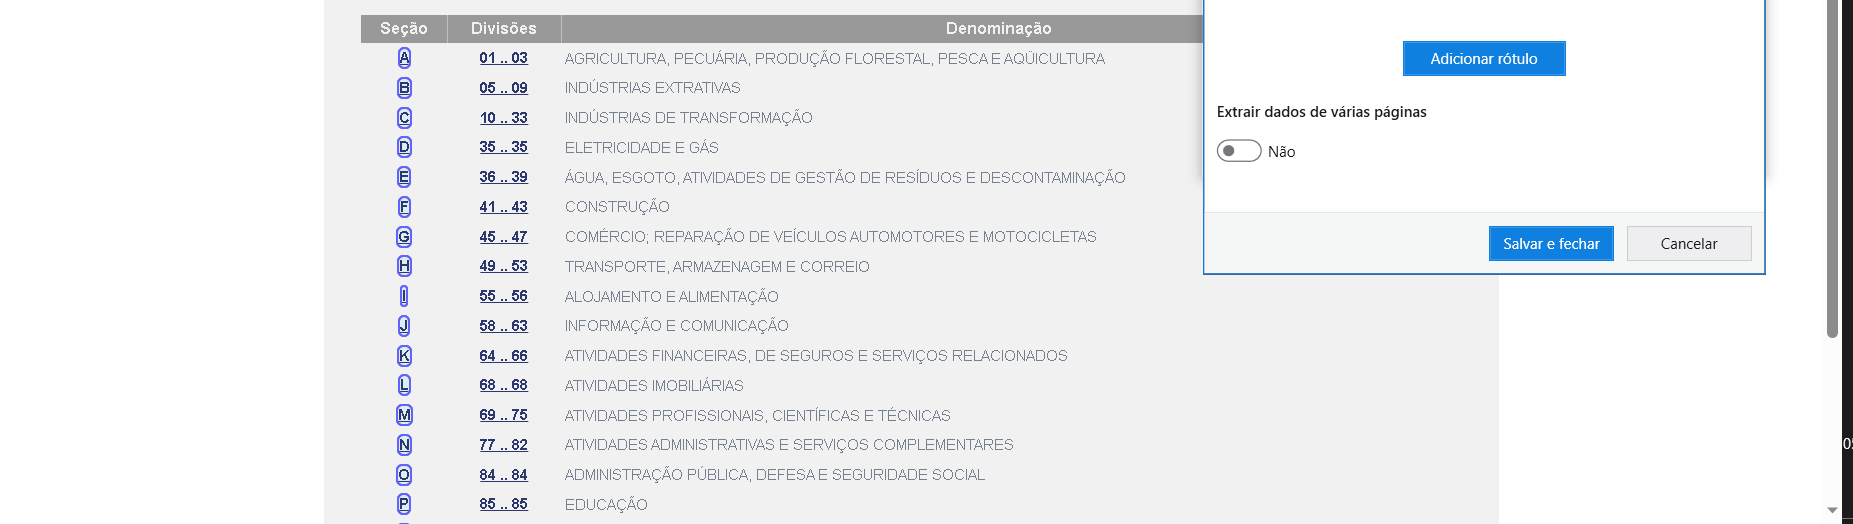 Seção Divisões Denominação
A 01 .. 03 AGRICULTURA, PECUÁRIA, PRODUÇÃO FLORESTAL, PESCA E AQÜICULTURA
B 05 .. 09 INDÚSTRIAS EXTRATIVAS
C 10 .. 33 INDÚSTRIAS DE TRANSFORMAÇÃO
D 35 .. 35 ELETRICIDADE E GÁS
E 36 .. 39 ÁGUA, ESGOTO, ATIVIDADES DE GESTÃO DE RESÍDUOS E DESCONTAMINAÇÃO
F 41 .. 43 CONSTRUÇÃO
G 45 .. 47 COMÉRCIO; REPARAÇÃO DE VEÍCULOS AUTOMOTORES E MOTOCICLETAS
H 49 .. 53 TRANSPORTE, ARMAZENAGEM E CORREIO
I 55 .. 56 ALOJAMENTO E ALIMENTAÇÃO
J 58 .. 63 INFORMAÇÃO E COMUNICAÇÃO
K 64 .. 66 ATIVIDADES FINANCEIRAS, DE SEGUROS E SERVIÇOS RELACIONADOS
L 68 .. 68 ATIVIDADES IMOBILIÁRIAS
M 69 .. 75 ATIVIDADES PROFISSIONAIS, CIENTÍFICAS E TÉCNICAS
N 77 .. 82 ATIVIDADES ADMINISTRATIVAS E SERVIÇOS COMPLEMENTARES
O 84 .. 84 ADMINISTRAÇÃO PÚBLICA, DEFESA E SEGURIDADE SOCIAL
P 85 .. 85 EDUCAÇÃO
Adicionar rótulo
Extrair dados de várias páginas
Não
Salvar e fechar Cancelar